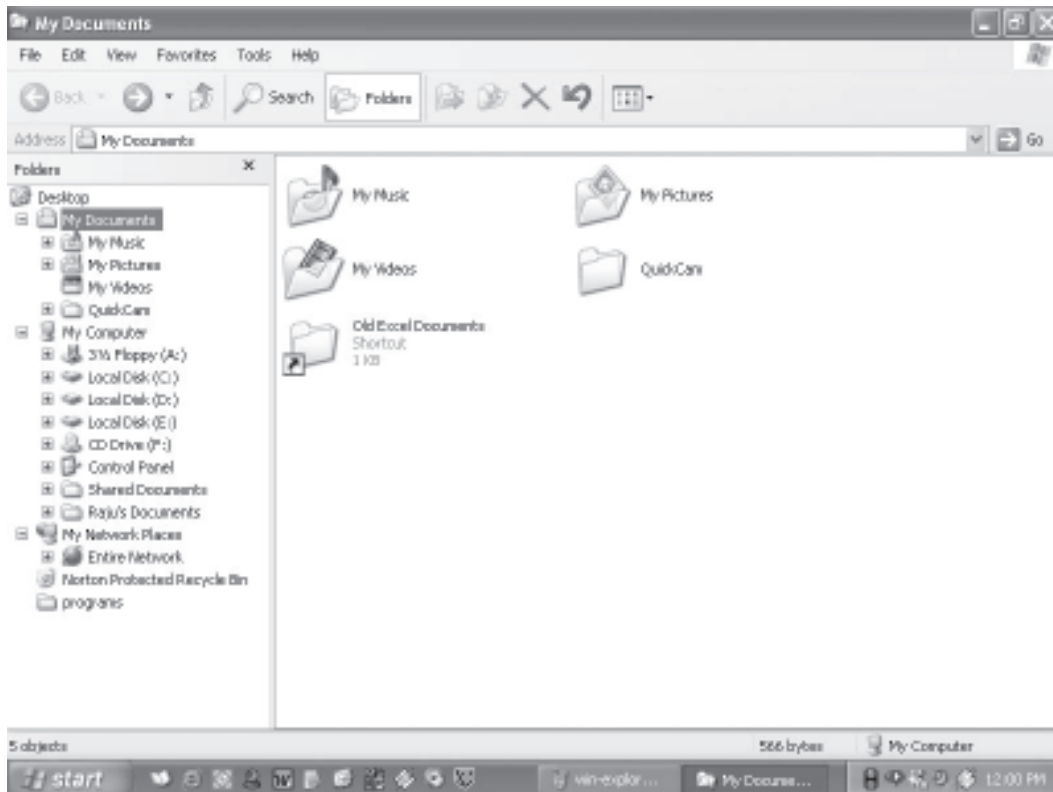 My Documents
File Edit View Favorites Tools Help
Back Search Folders
Address My Documents Go
Folders
Desktop
My Documents
My Music
My Pictures
My Videos
QuickCam
My Computer
3½ Floppy (A:)
Local Disk (C:)
Local Disk (D:)
Local Disk (E:)
CD Drive (F:)
Control Panel
Shared Documents
Raju's Documents
My Network Places
Entire Network
Norton Protected Recycle Bin
programs
My Music
My Pictures
My Videos
QuickCam
Old Excel Documents
Shortcut
1 KB
5 objects
566 bytes
My Computer
start
win-explor...
My Docume...
12:00 PM